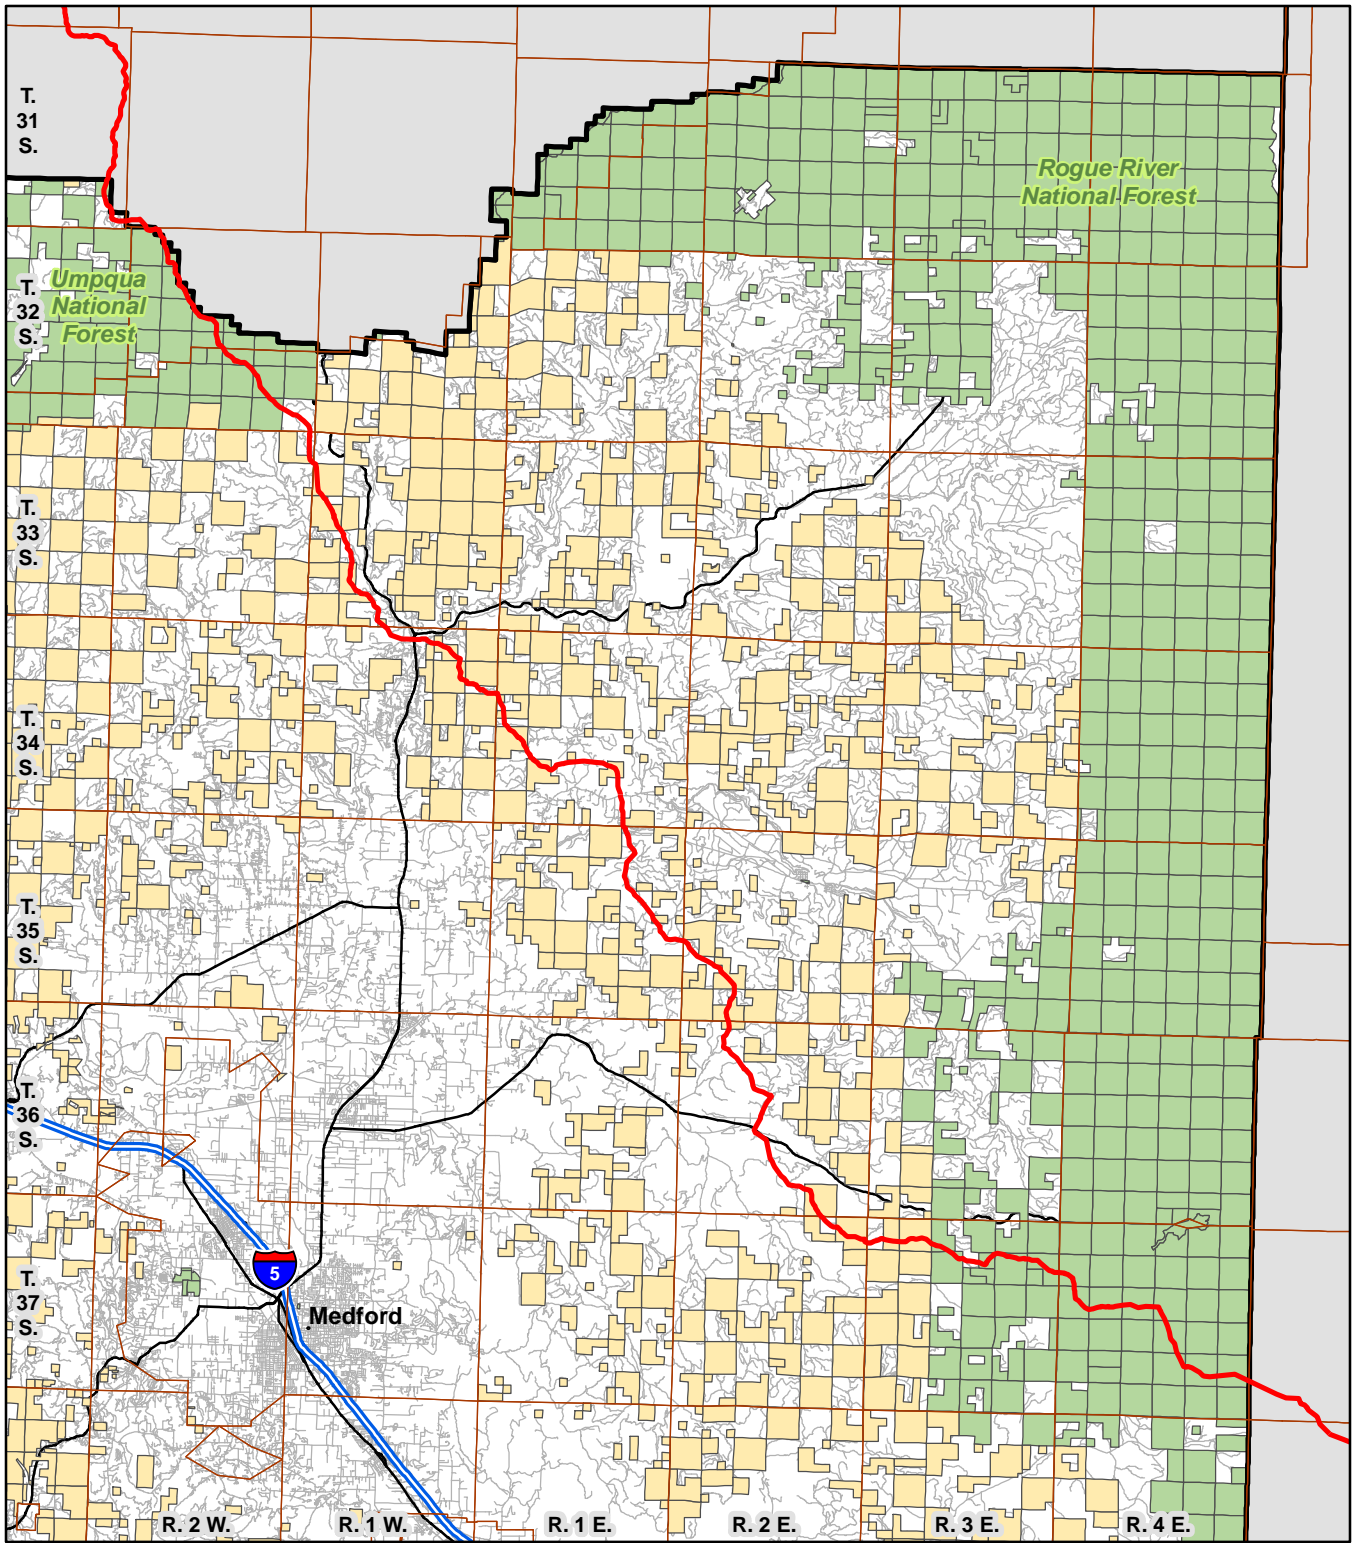 T.
31
S.
Rogue River
National Forest
Umpqua
National
Forest
T.
32
S.
T.
33
S.
T.
34
S.
T.
35
S.
T.
36
S.
T.
37
S.
5
Medford
R. 2 W.
R. 1 W.
R. 1 E.
R. 2 E.
R. 3 E.
R. 4 E.